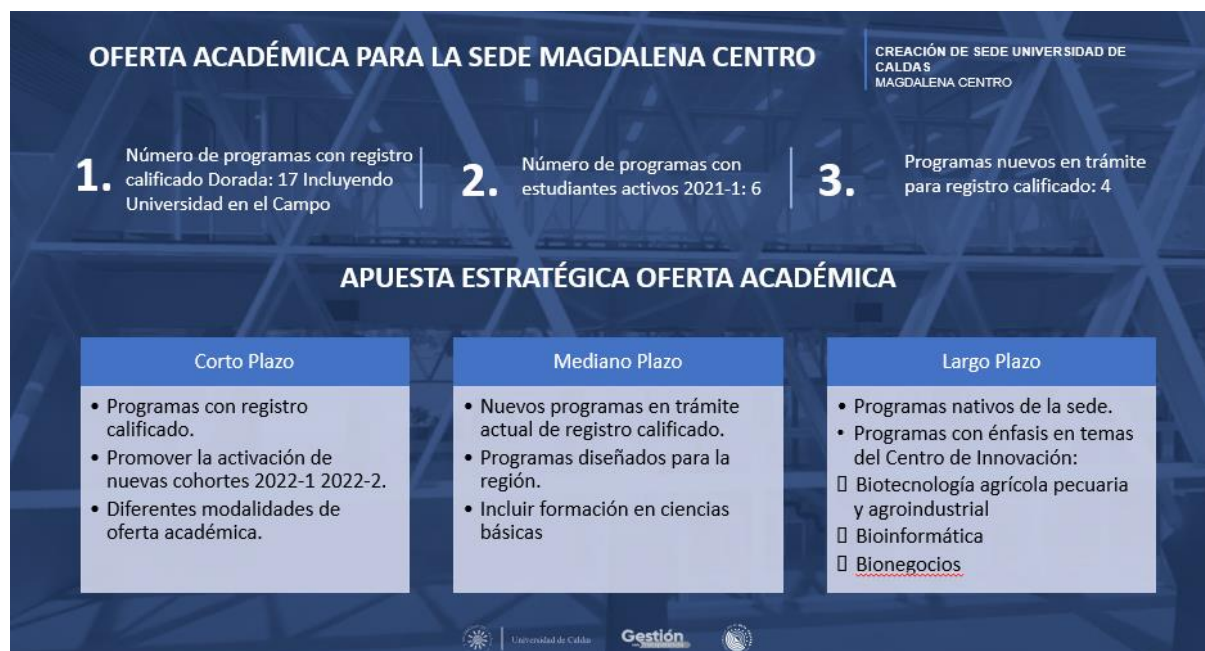 OFERTA ACADÉMICA PARA LA SEDE MAGDALENA CENTRO
CREACIÓN DE SEDE UNIVERSIDAD DE
CALDAS
MAGDALENA CENTRO
1.
Número de programas con registro
calificado Dorada: 17 Incluyendo
Universidad en el Campo
2.
Número de programas con
estudiantes activos 2021-1: 6
3.
Programas nuevos en trámite
para registro calificado: 4
APUESTA ESTRATÉGICA OFERTA ACADÉMICA
Corto Plazo
• Programas con registro
calificado.
• Promover la activación de
nuevas cohortes 2022-1 2022-2.
• Diferentes modalidades de
oferta académica.
Mediano Plazo
• Nuevos programas en trámite
actual de registro calificado.
• Programas diseñados para la
región.
• Incluir formación en ciencias
básicas
Largo Plazo
• Programas nativos de la sede.
• Programas con énfasis en temas
del Centro de Innovación:
▯ Biotecnología agrícola pecuaria
y agroindustrial
▯ Bioinformática
▯ Bionegocios
Universidad de Caldas
Gestión